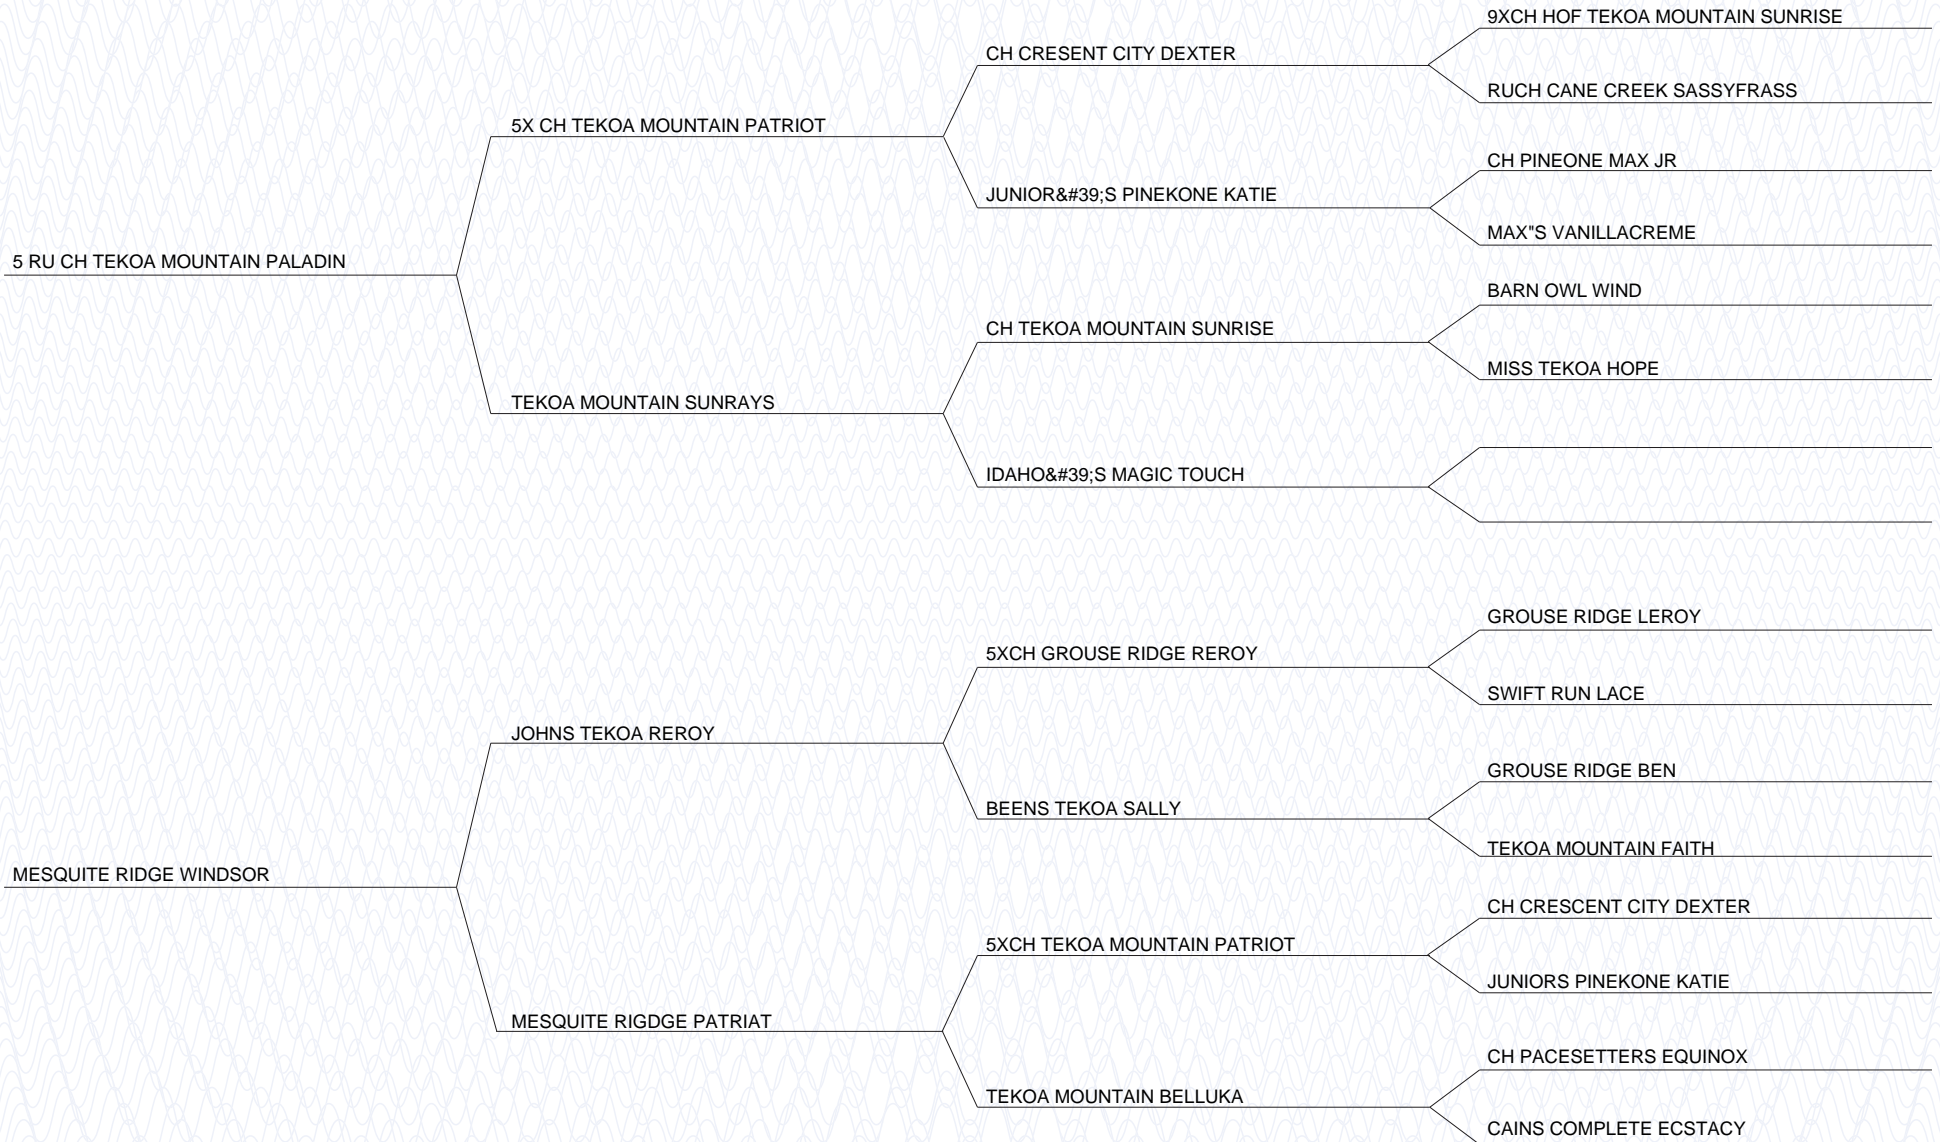 9XCH HOF TEKOA MOUNTAIN SUNRISE
CH CRESENT CITY DEXTER
RUCH CANE CREEK SASSYFRASS
5X CH TEKOA MOUNTAIN PATRIOT
CH PINEONE MAX JR
JUNIOR&#39;S PINEKONE KATIE
MAX"S VANILLACREME
5 RU CH TEKOA MOUNTAIN PALADIN
BARN OWL WIND
CH TEKOA MOUNTAIN SUNRISE
MISS TEKOA HOPE
TEKOA MOUNTAIN SUNRAYS
IDAHO&#39;S MAGIC TOUCH
GROUSE RIDGE LEROY
5XCH GROUSE RIDGE REROY
SWIFT RUN LACE
JOHNS TEKOA REROY
GROUSE RIDGE BEN
BEENS TEKOA SALLY
TEKOA MOUNTAIN FAITH
MESQUITE RIDGE WINDSOR
CH CRESCENT CITY DEXTER
5XCH TEKOA MOUNTAIN PATRIOT
JUNIORS PINEKONE KATIE
MESQUITE RIGDGE PATRIAT
CH PACESETTERS EQUINOX
TEKOA MOUNTAIN BELLUKA
CAINS COMPLETE ECSTACY